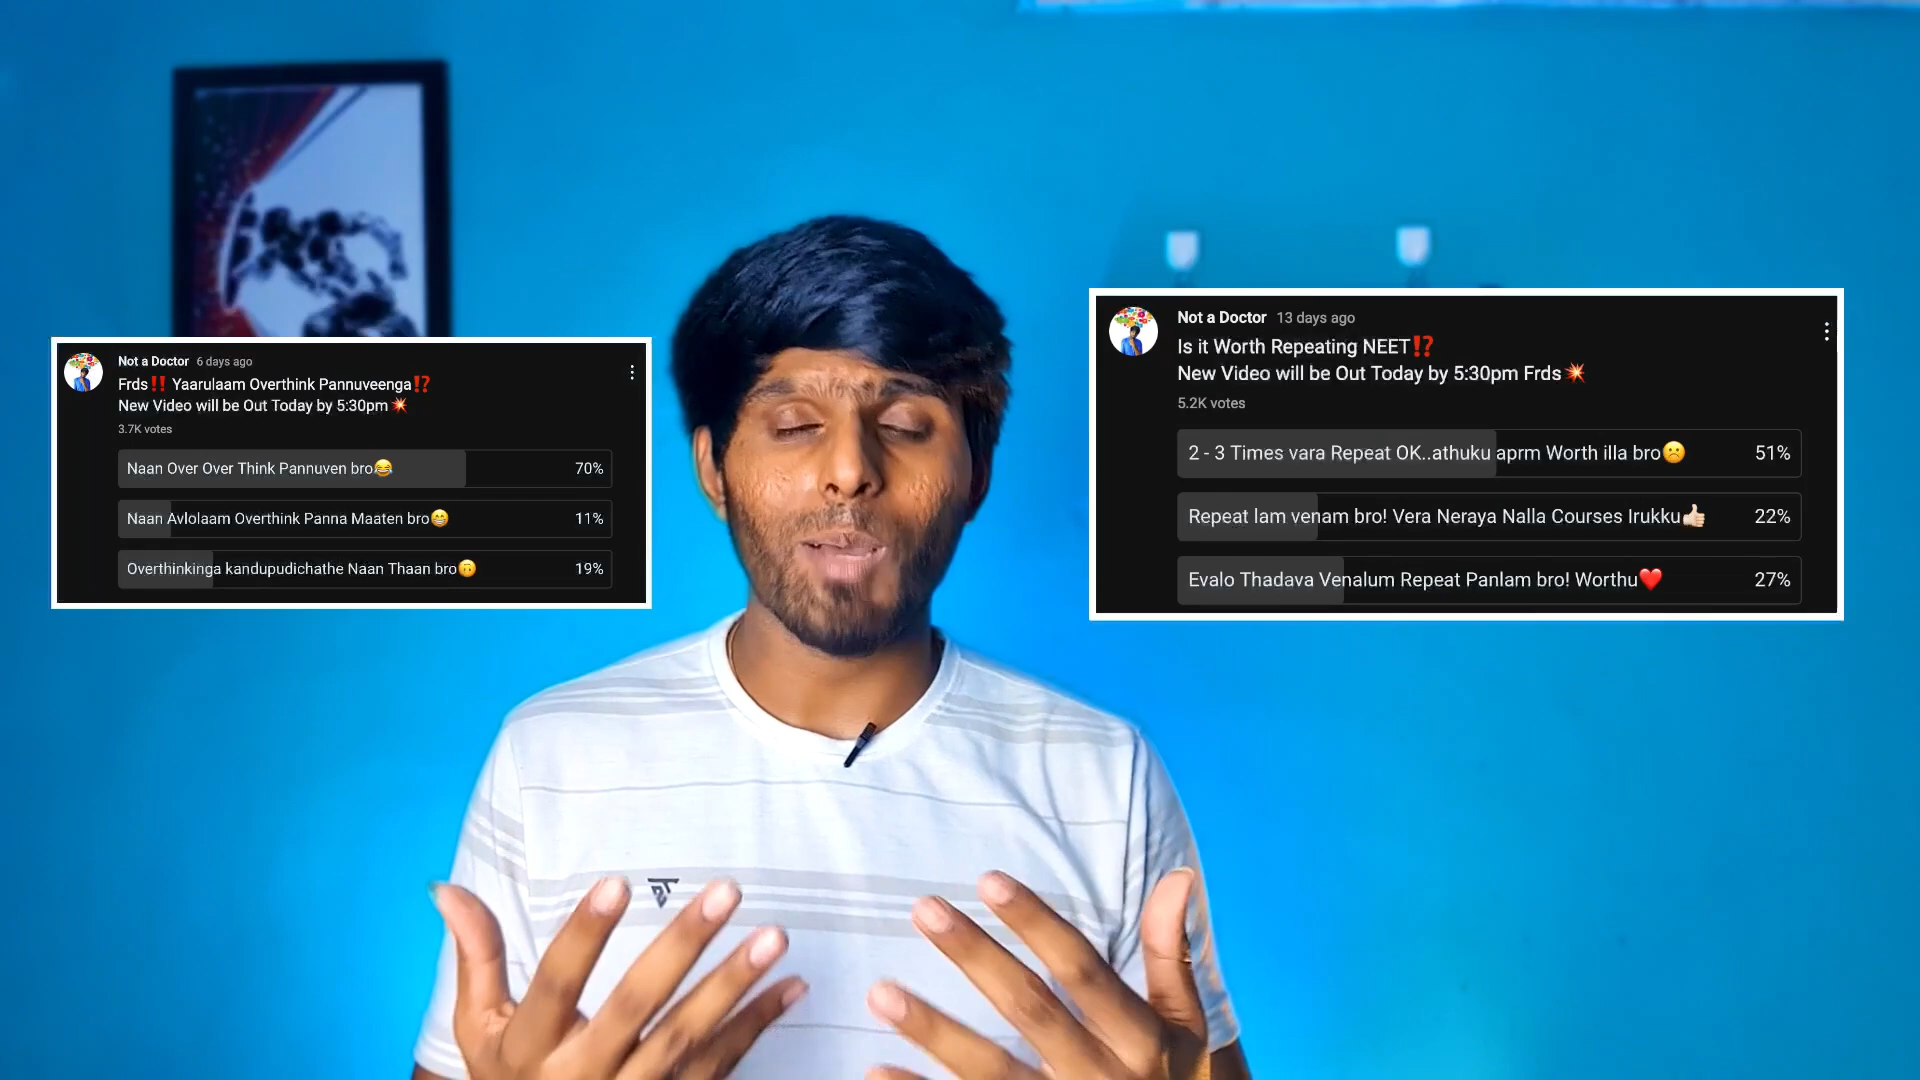 Not a Doctor 6 days ago
Frds‼️ Yaarulaam Overthink Pannuveenga⁉️
New Video will be Out Today by 5:30pm💥
3.7K votes
Naan Over Over Think Pannuven bro😂 70%
Naan Avlolaam Overthink Panna Maaten bro😁 11%
Overthinkinga kandupudichathe Naan Thaan bro🙃 19%
Not a Doctor 13 days ago
Is it Worth Repeating NEET⁉️
New Video will be Out Today by 5:30pm Frds💥
5.2K votes
2 - 3 Times vara Repeat OK..athuku aprm Worth illa bro☹️ 51%
Repeat lam venam bro! Vera Neraya Nalla Courses Irukku👍🏻 22%
Evalo Thadava Venalum Repeat Panlam bro! Worthu❤️ 27%